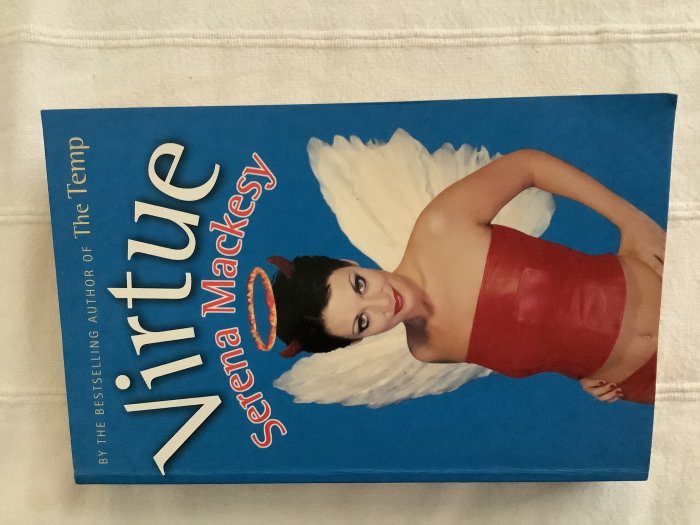 BY THE BESTSELLING AUTHOR OF The Temp
Virtue
Serena Mackesy